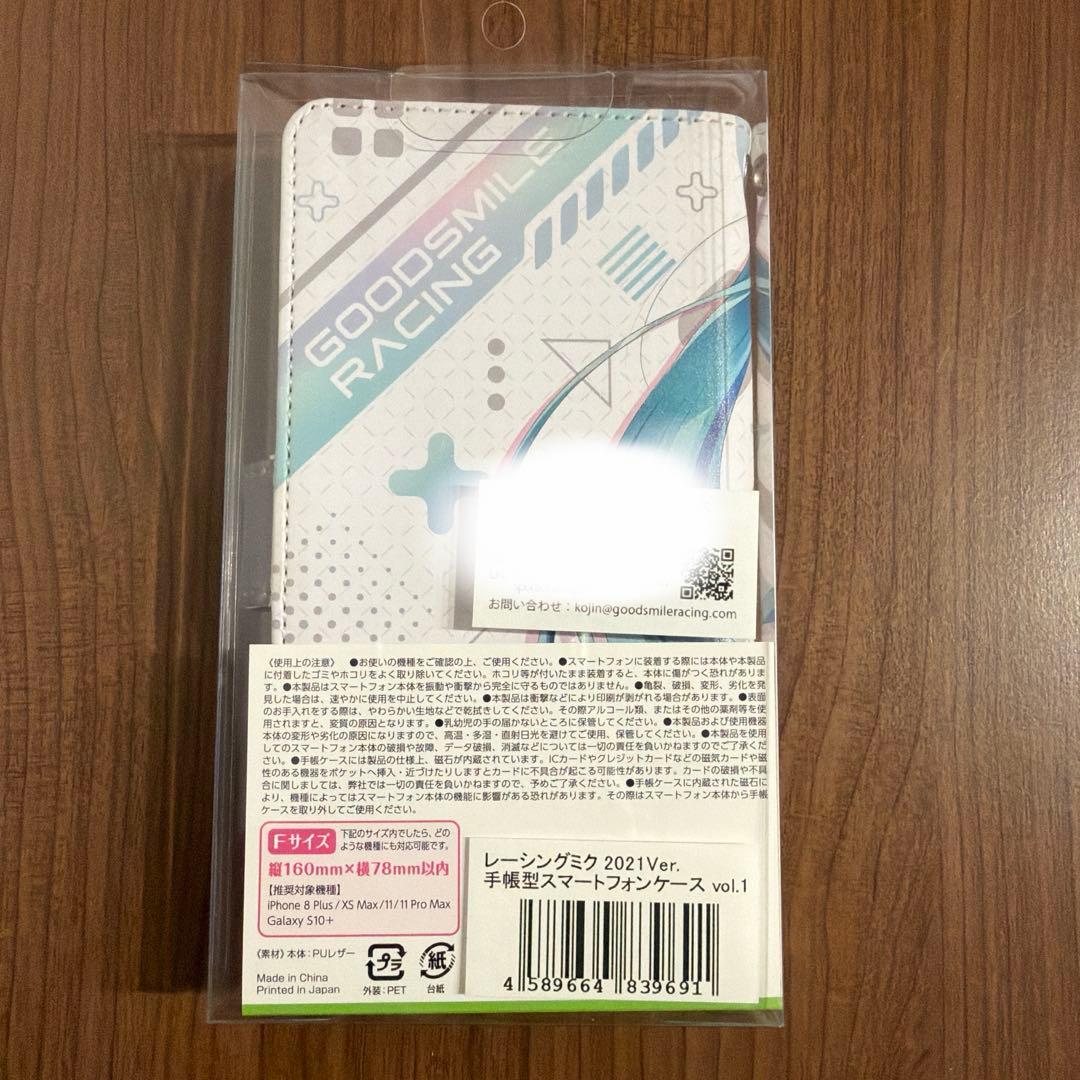 GOODSMILE
RACING
お問い合わせ：kojin@goodsmileracing.com
〈使用上の注意〉 ●お使いの機種をご確認の上、ご使用ください。●スマートフォンに装着する際には本体や本製品
に付着したゴミやホコリをよく取り除いてください。ホコリ等が付いたまま装着すると、本体に傷がつく恐れがありま
す。●本製品はスマートフォン本体を振動や衝撃から完全に守るものではありません。●亀裂、破損、変形、劣化を発
見した場合は、速やかに使用を中止してください。●本製品は衝撃などにより印刷が剥がれる場合があります。●表面
のお手入れをする際は、やわらかい生地などで乾拭きしてください。その際アルコール類、またはその他の薬剤等を使
用されますと、変質の原因となります。●乳幼児の手の届かないところに保管してください。●本製品および使用機器
本体の変形や劣化の原因になりますので、高温・多湿・直射日光を避けてご使用、保管してください。●本製品を使用
してのスマートフォン本体の破損や故障、データ破損、消滅などについては一切の責任を負いかねますのでご了承くださ
い。●手帳ケースには製品の仕様上、磁石が内蔵されています。ICカードやクレジットカードなどの磁気カードや磁
性のある機器をポケットへ挿入・近づけたりしますとカードに不具合が起こる可能性があります。カードの破損や不具
合に関しましては、弊社では一切の責任を負いかねますので、予めご了承ください。●手帳ケースに内蔵された磁石に
より、機種によってはスマートフォン本体の機能に影響がある恐れがあります。その際はスマートフォン本体から手帳
ケースを取り外してご使用ください。
Fサイズ
下記のサイズ内でしたら、どの
ような機種にも対応可能です。
縦160mm×横78mm以内
【推奨対象機種】
iPhone 8 Plus / XS Max /11/ 11 Pro Max
Galaxy S10+
〈素材〉本体：PUレザー
Made in China
Printed in Japan
プラ
外装：PET
紙
台紙
レーシングミク 2021Ver.
手帳型スマートフォンケース vol.1
4 589664 839691